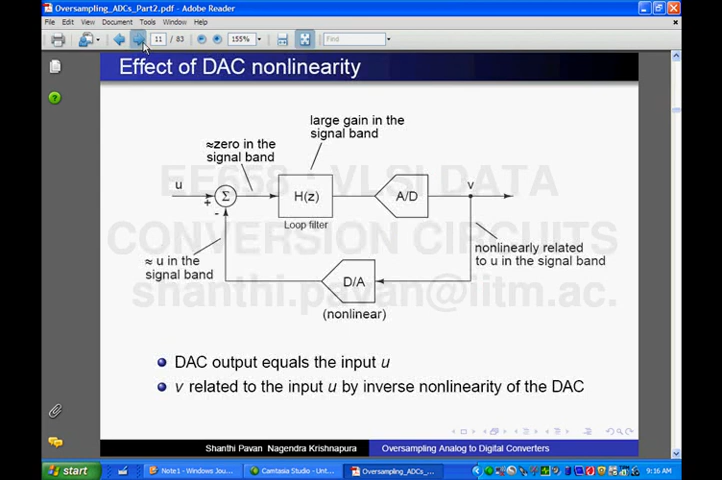 Oversampling_ADCs_Part2.pdf - Adobe Reader
File Edit View Document Tools Window Help
11 / 83 155% Find
Effect of DAC nonlinearity
large gain in the
signal band
≈zero in the
signal band
EE658 : VLSI DATA
CONVERSION CIRCUITS
shanthi.pavan@iitm.ac.
u
+
Σ
-
H(z)
A/D
v
Loop filter
nonlinearly related
to u in the signal band
≈ u in the
signal band
D/A
(nonlinear)
DAC output equals the input u
v related to the input u by inverse nonlinearity of the DAC
Shanthi Pavan Nagendra Krishnapura Oversampling Analog to Digital Converters
start Note1 - Windows Jou... Camtasia Studio - Unt... Oversampling_ADCs_... 9:16 AM